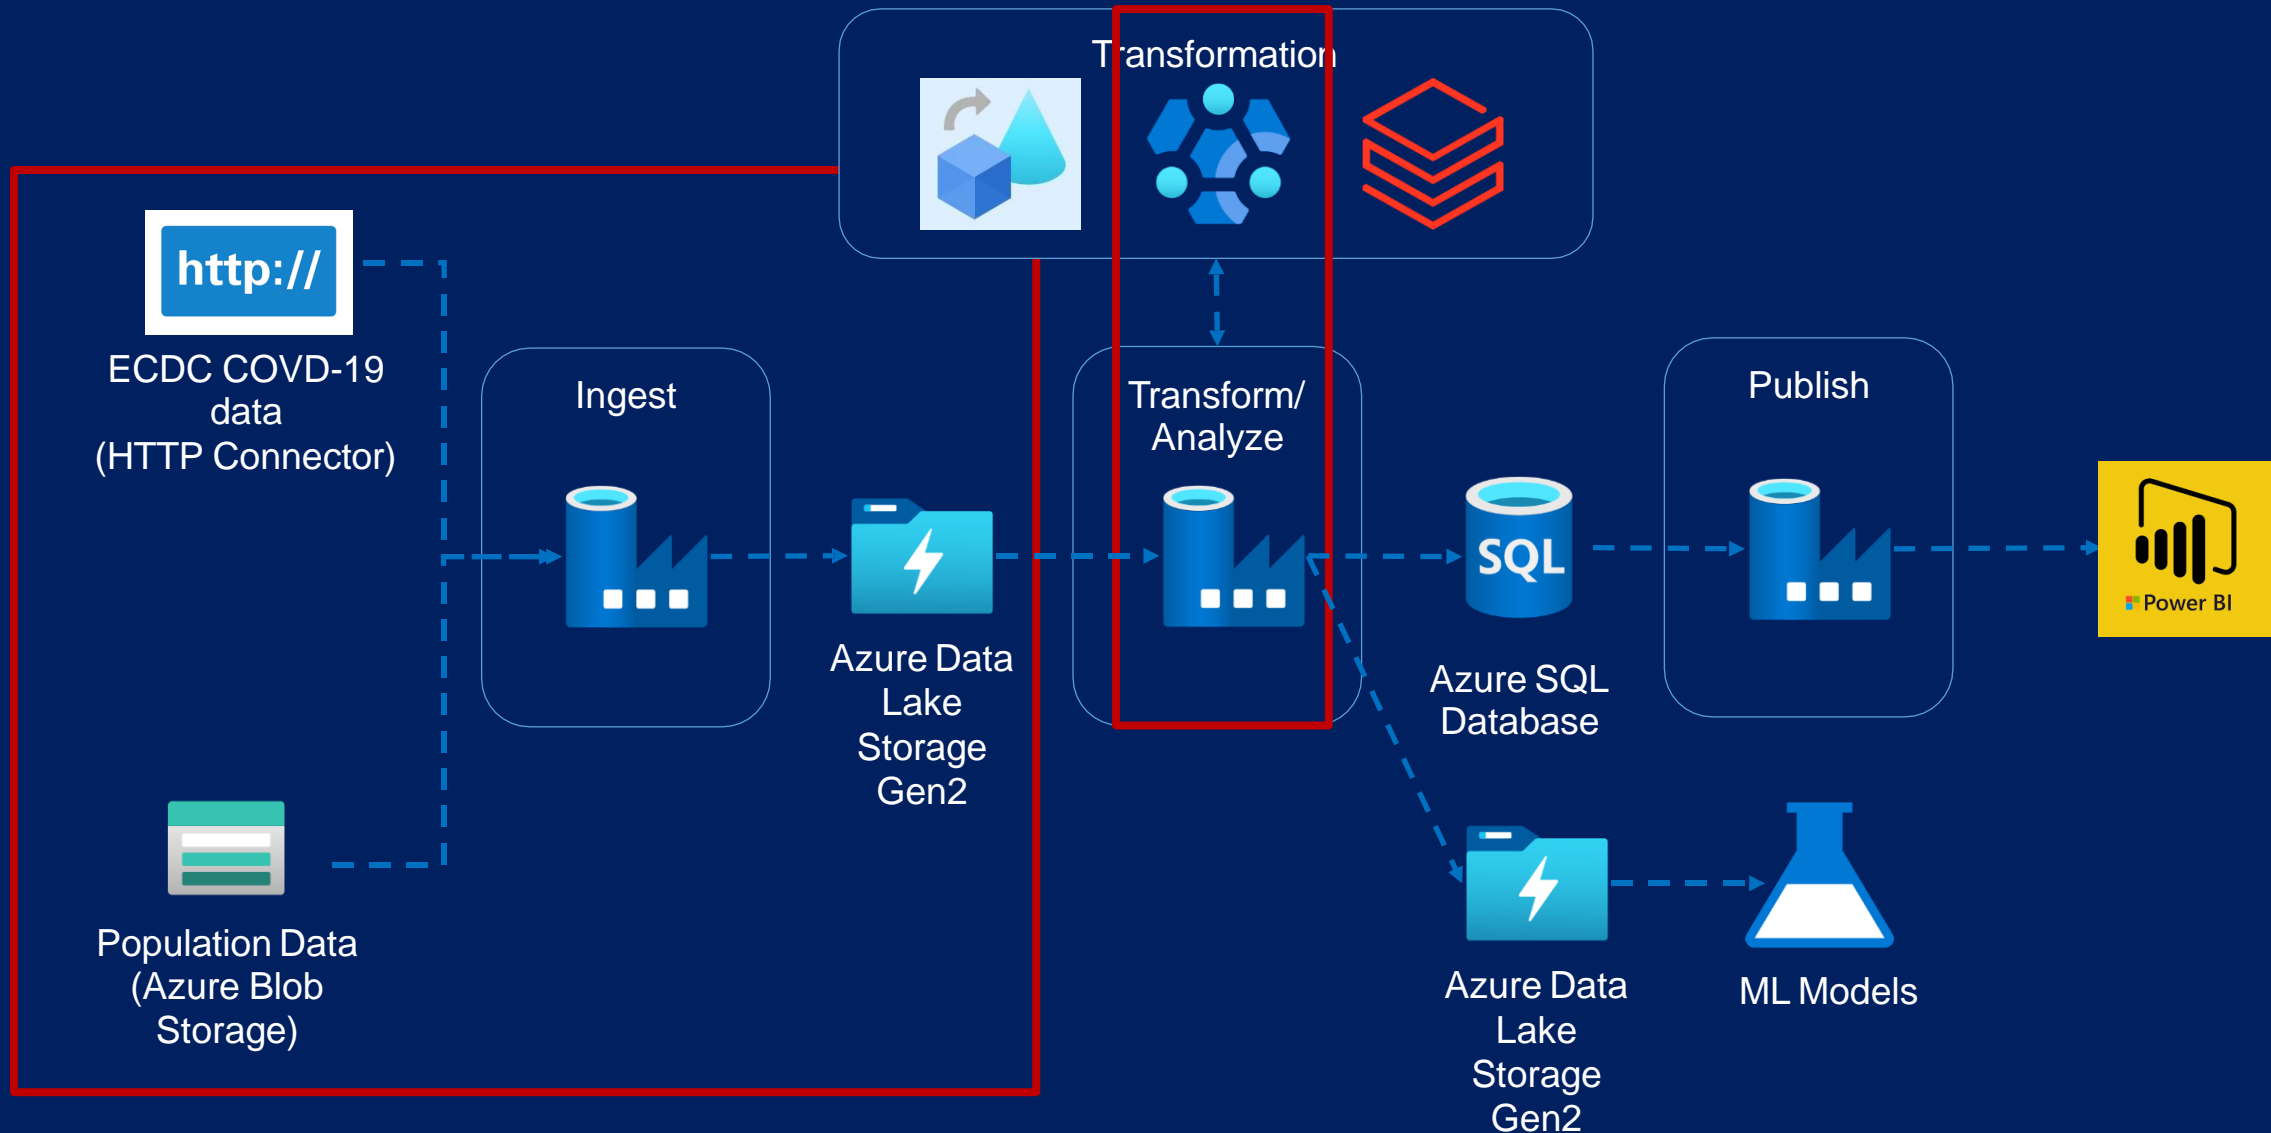 Transformation
http://
ECDC COVD-19
data
(HTTP Connector)
Ingest
Transform/
Analyze
Publish
SQL
Power BI
Azure Data
Lake
Storage
Gen2
Azure SQL
Database
Population Data
(Azure Blob
Storage)
Azure Data
Lake
Storage
Gen2
ML Models